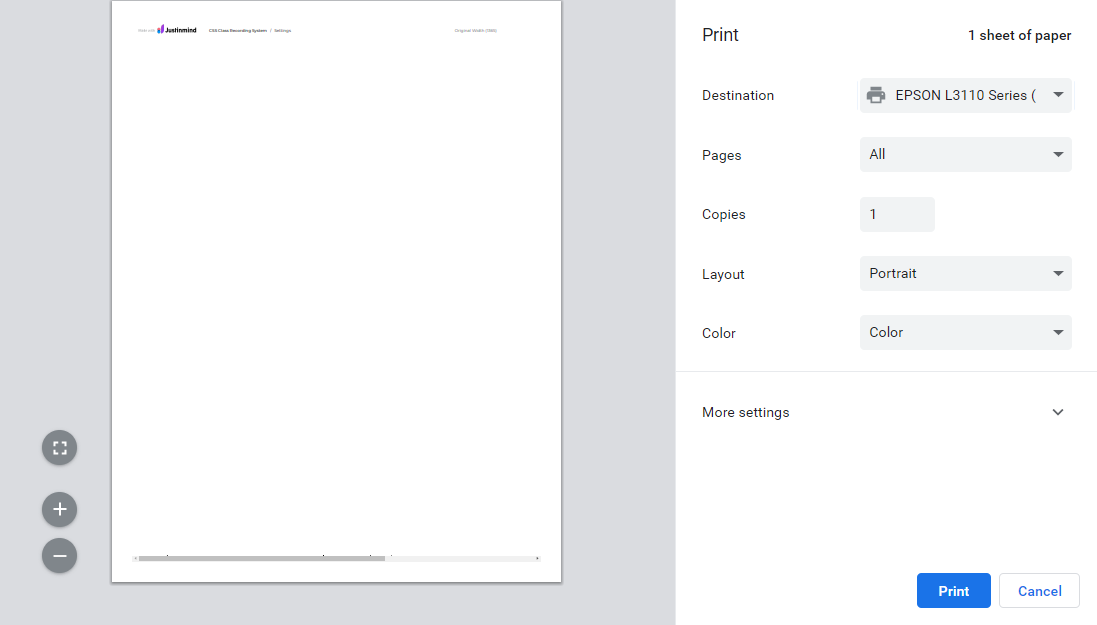 Made with Justinmind CXS Class Recording System / Settings Original Width (1366)
Print
1 sheet of paper
Destination
EPSON L3110 Series (
Pages
All
Copies
1
Layout
Portrait
Color
Color
More settings
Print
Cancel